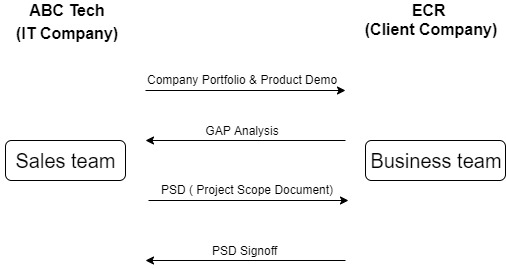 ABC Tech
(IT Company)
ECR
(Client Company)
Company Portfolio & Product Demo
GAP Analysis
Sales team
Business team
PSD ( Project Scope Document)
PSD Signoff